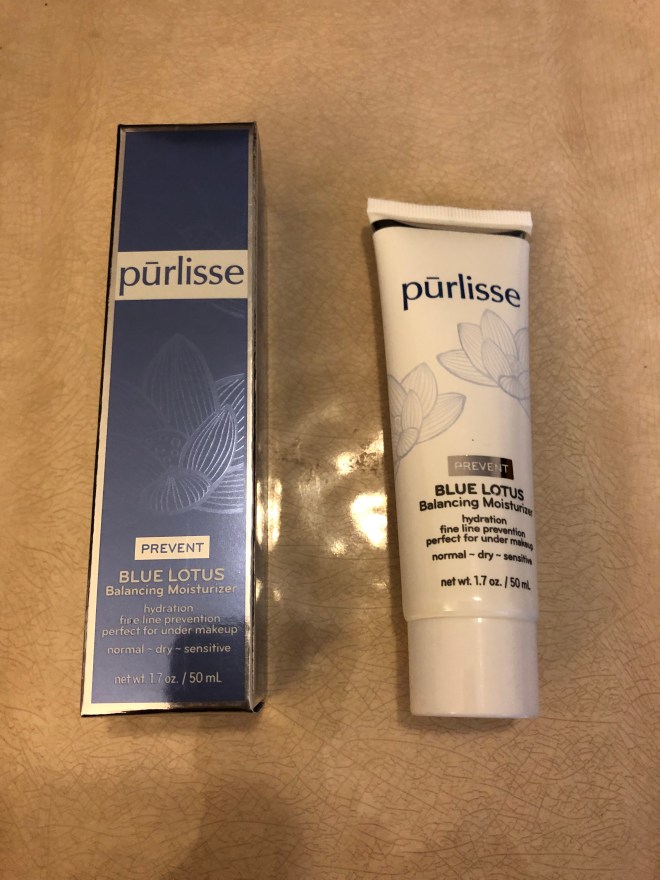 pūrlisse
PREVENT
BLUE LOTUS
Balancing Moisturizer
hydration
fine line prevention
perfect for under makeup
normal ~ dry ~ sensitive
net wt. 1.7 oz. / 50 mL
pūrlisse
PREVENT
BLUE LOTUS
Balancing Moisturizer
hydration
fine line prevention
perfect for under makeup
normal ~ dry ~ sensitive
net wt. 1.7 oz. / 50 mL